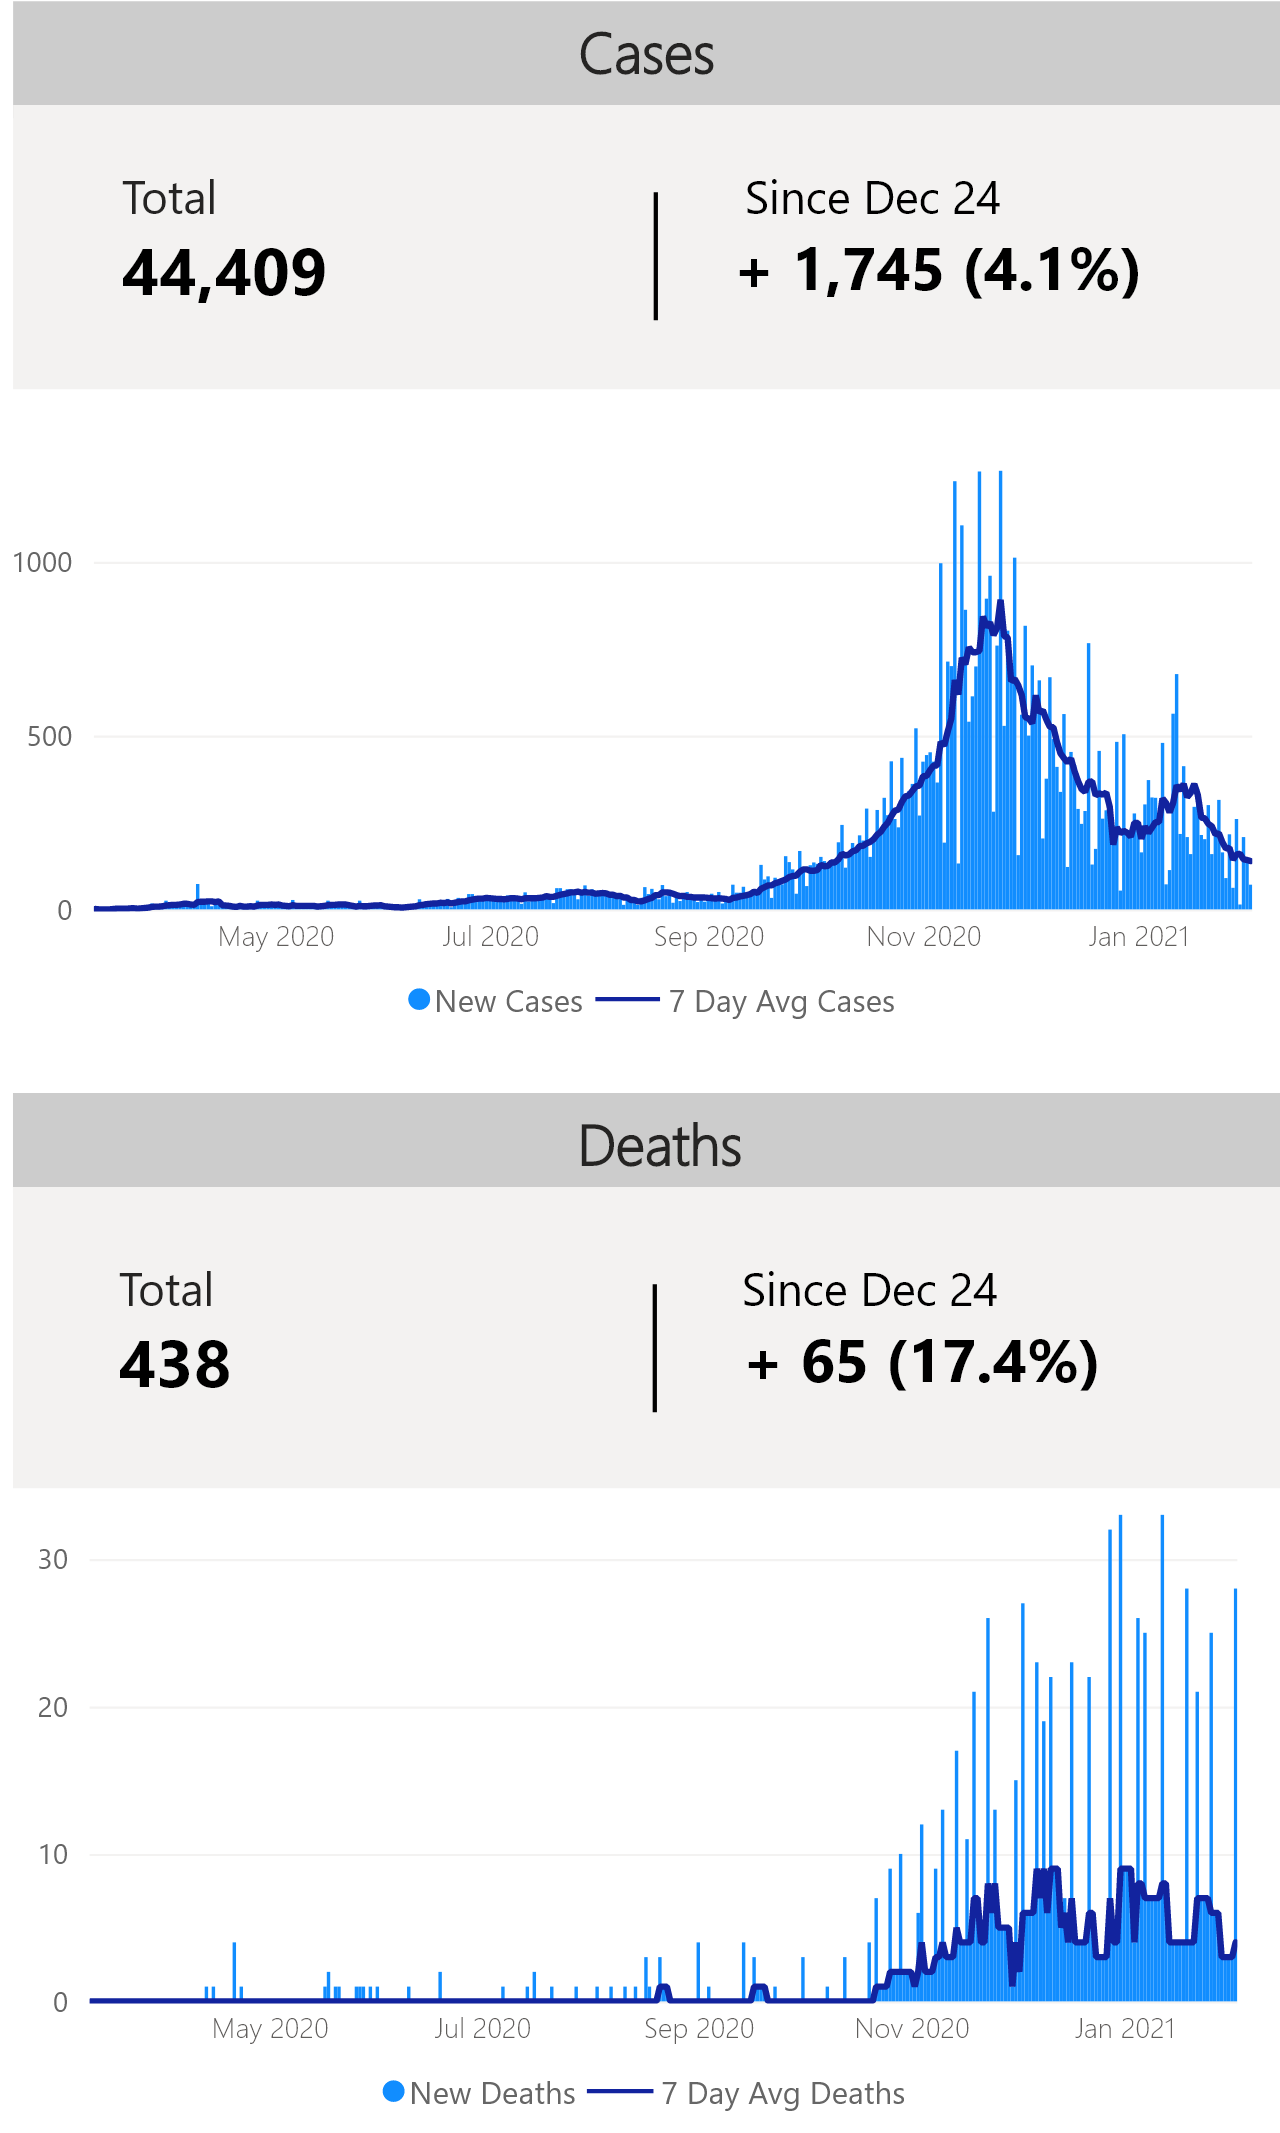 Cases
Total
Since Dec 24
44,409
+ 1,745 (4.1%)
1000
500
0
May 2020
Jul 2020
Sep 2020
Nov 2020
Jan 2021
New Cases
7 Day Avg Cases
Deaths
Total
Since Dec 24
438
+ 65 (17.4%)
30
20
10
0
May 2020
Jul 2020
Sep 2020
Nov 2020
Jan 2021
New Deaths
7 Day Avg Deaths